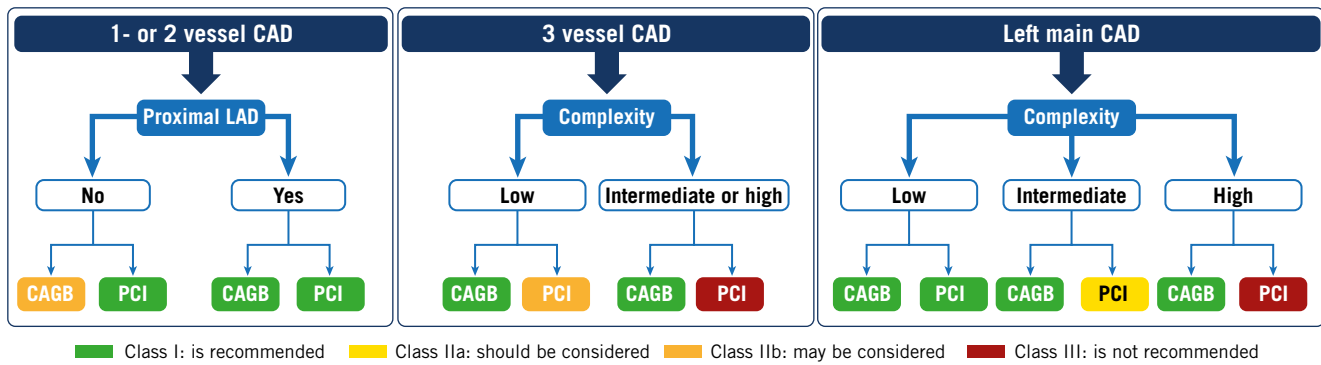 1- or 2 vessel CAD
Proximal LAD
No
Yes
CAGB
PCI
CAGB
PCI
3 vessel CAD
Complexity
Low
Intermediate or high
CAGB
PCI
CAGB
PCI
Left main CAD
Complexity
Low
Intermediate
High
CAGB
PCI
CAGB
PCI
CAGB
PCI
Class I: is recommended
Class IIa: should be considered
Class IIb: may be considered
Class III: is not recommended